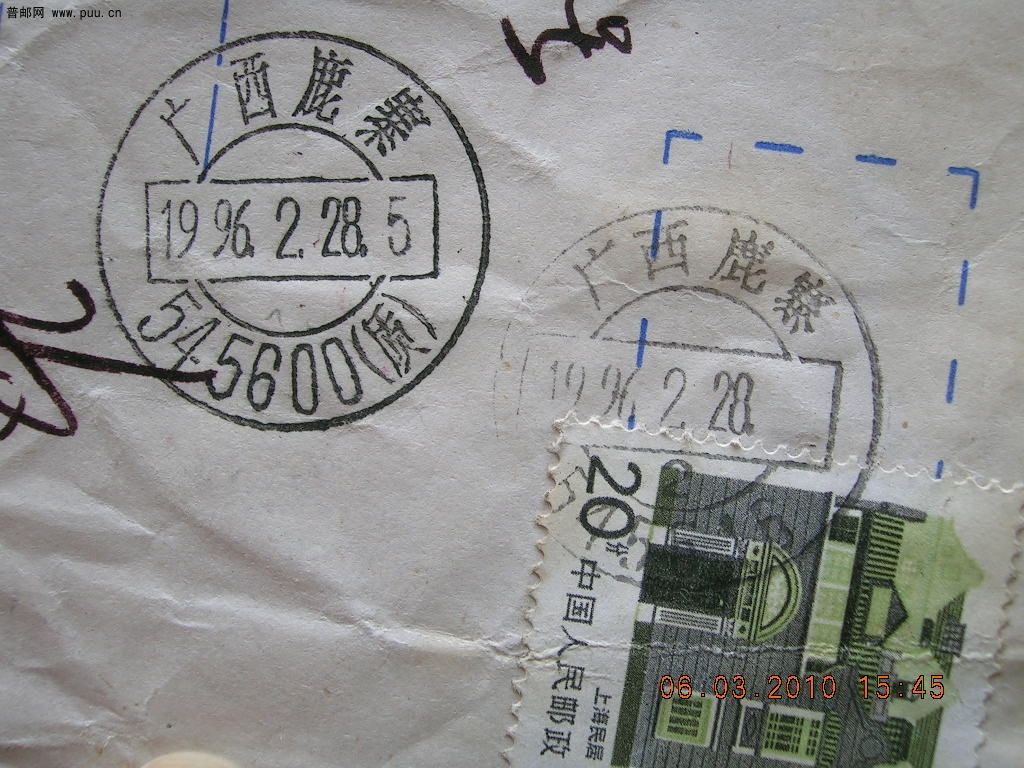 普邮网 www.puu.cn
广西鹿寨
1996.2.28.5
545600(质)
广西鹿寨
1996.2.28.
20分
中国人民邮政
上海民居
06.03.2010 15:45